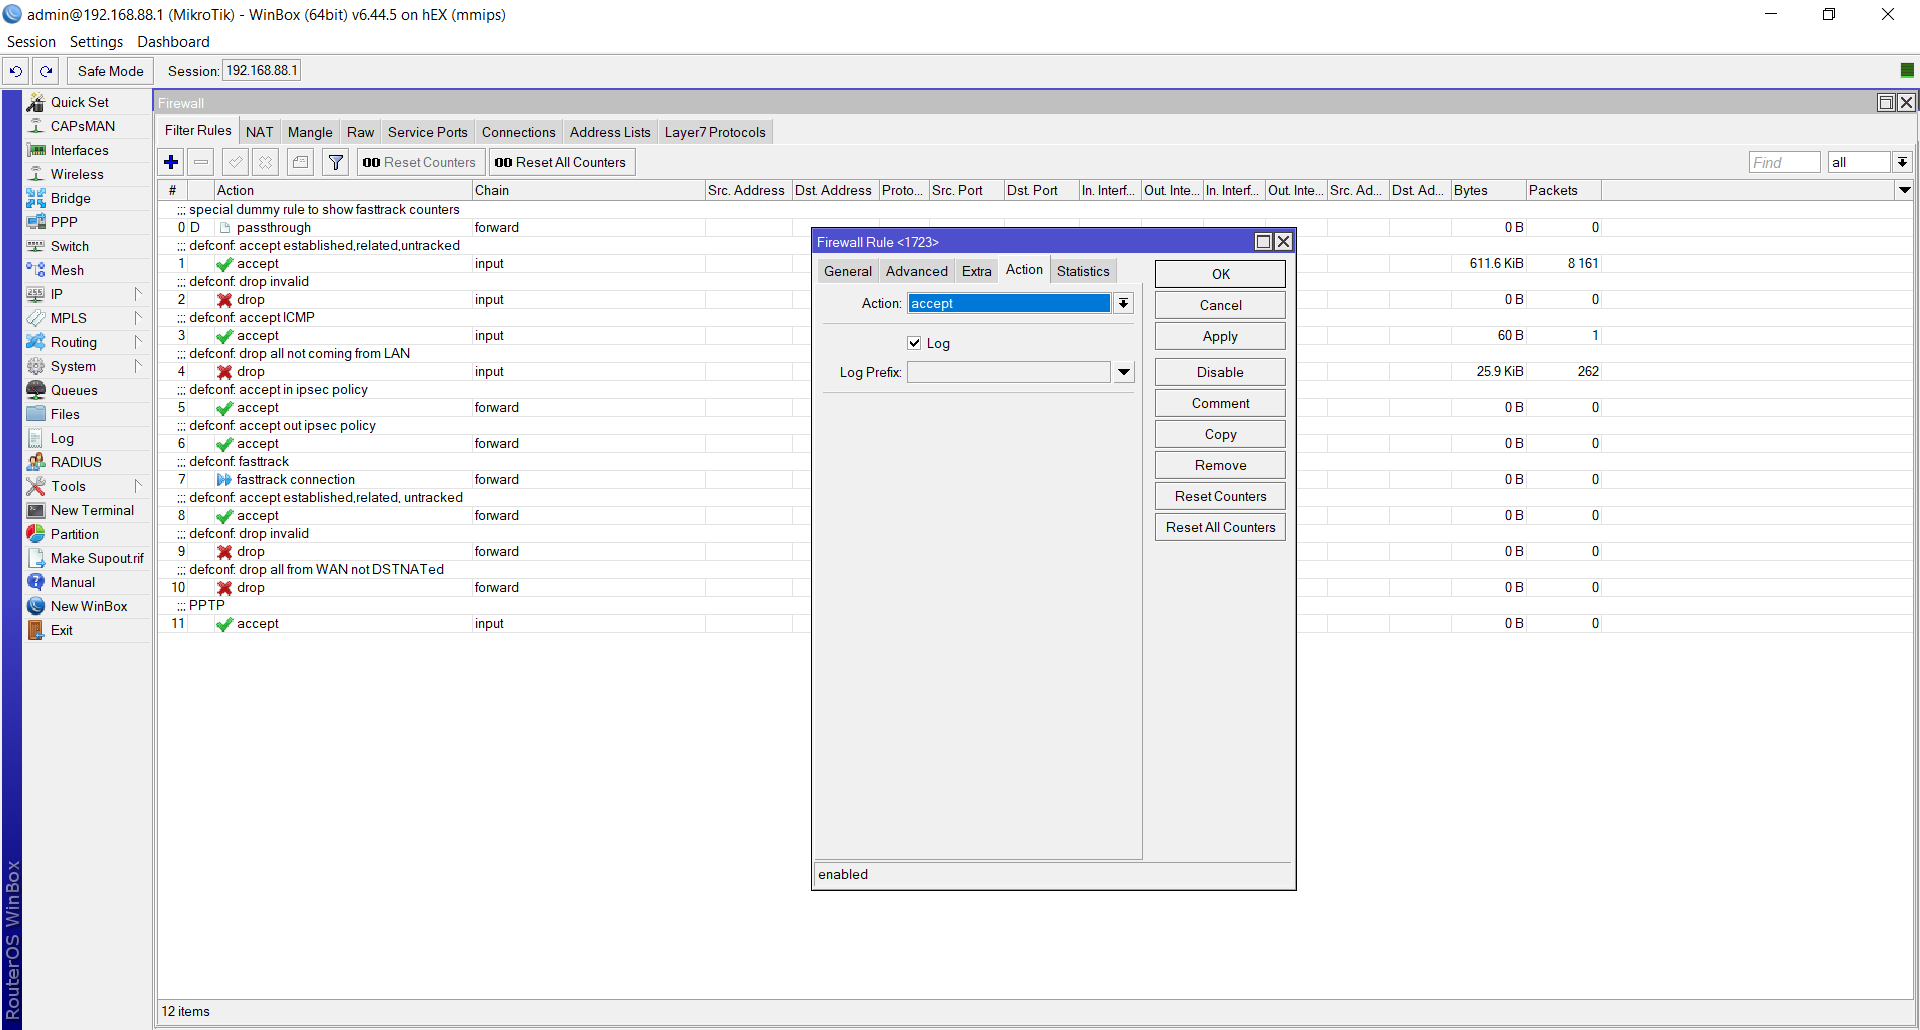 admin@192.168.88.1 (MikroTik) - WinBox (64bit) v6.44.5 on hEX (mmips)
Session Settings Dashboard
Safe Mode Session: 192.168.88.1
Quick Set
CAPsMAN
Interfaces
Wireless
Bridge
PPP
Switch
Mesh
IP
MPLS
Routing
System
Queues
Files
Log
RADIUS
Tools
New Terminal
Partition
Make Supout.rif
Manual
New WinBox
Exit
RouterOS WinBox
Firewall
Filter Rules NAT Mangle Raw Service Ports Connections Address Lists Layer7 Protocols
Reset Counters Reset All Counters Find all
# Action Chain Src. Address Dst. Address Proto... Src. Port Dst. Port In. Interf... Out. Inte... In. Interf... Out. Inte... Src. Ad... Dst. Ad... Bytes Packets
;;; special dummy rule to show fasttrack counters
0 D passthrough forward 0 B 0
;;; defconf: accept established,related,untracked
1 accept input 611.6 KiB 8 161
;;; defconf: drop invalid
2 drop input 0 B 0
;;; defconf: accept ICMP
3 accept input 60 B 1
;;; defconf: drop all not coming from LAN
4 drop input 25.9 KiB 262
;;; defconf: accept in ipsec policy
5 accept forward 0 B 0
;;; defconf: accept out ipsec policy
6 accept forward 0 B 0
;;; defconf: fasttrack
7 fasttrack connection forward 0 B 0
;;; defconf: accept established,related, untracked
8 accept forward 0 B 0
;;; defconf: drop invalid
9 drop forward 0 B 0
;;; defconf: drop all from WAN not DSTNATed
10 drop forward 0 B 0
;;; PPTP
11 accept input 0 B 0
12 items
Firewall Rule <1723>
General Advanced Extra Action Statistics
Action: accept
Log
Log Prefix:
OK
Cancel
Apply
Disable
Comment
Copy
Remove
Reset Counters
Reset All Counters
enabled